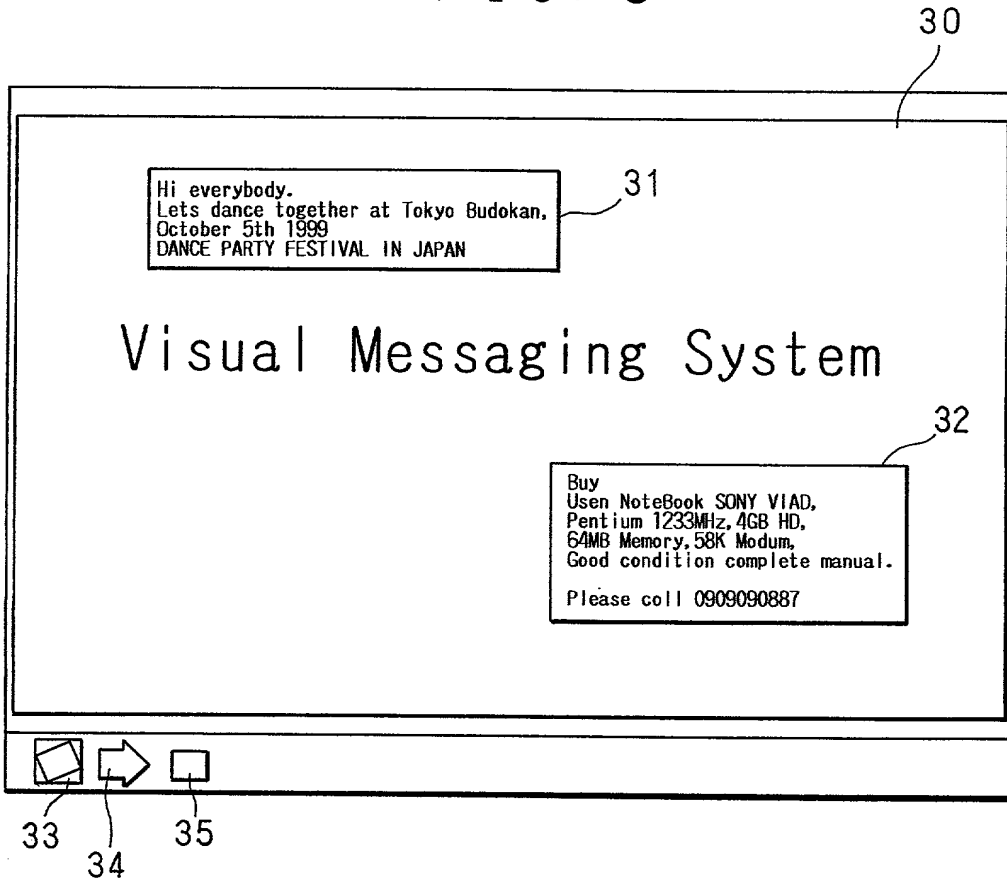 30
Hi everybody.
Lets dance together at Tokyo Budokan,
October 5th 1999
DANCE PARTY FESTIVAL IN JAPAN
31
Visual Messaging System
32
Buy
Usen NoteBook SONY VIAD,
Pentium 1233MHz, 4GB HD,
64MB Memory, 58K Modum,
Good condition complete manual.
Please coll 0909090887
33
34
35